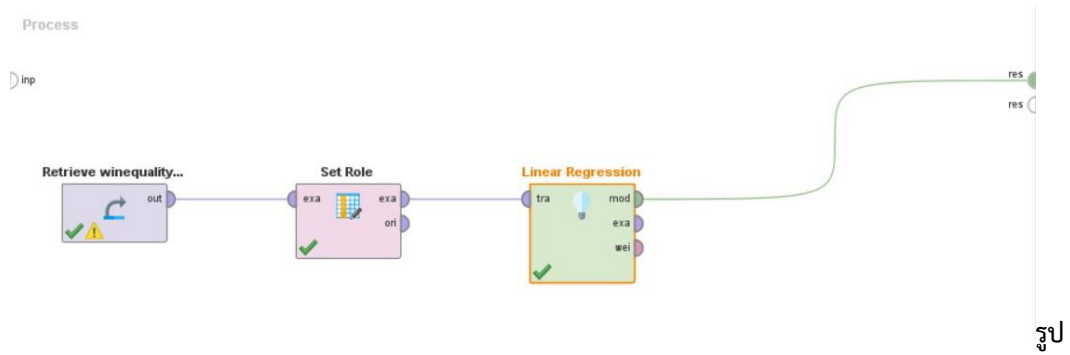 Process
inp
res
res
Retrieve winequality...
out
Set Role
exa
exa
ori
Linear Regression
tra
mod
exa
wei
รูป